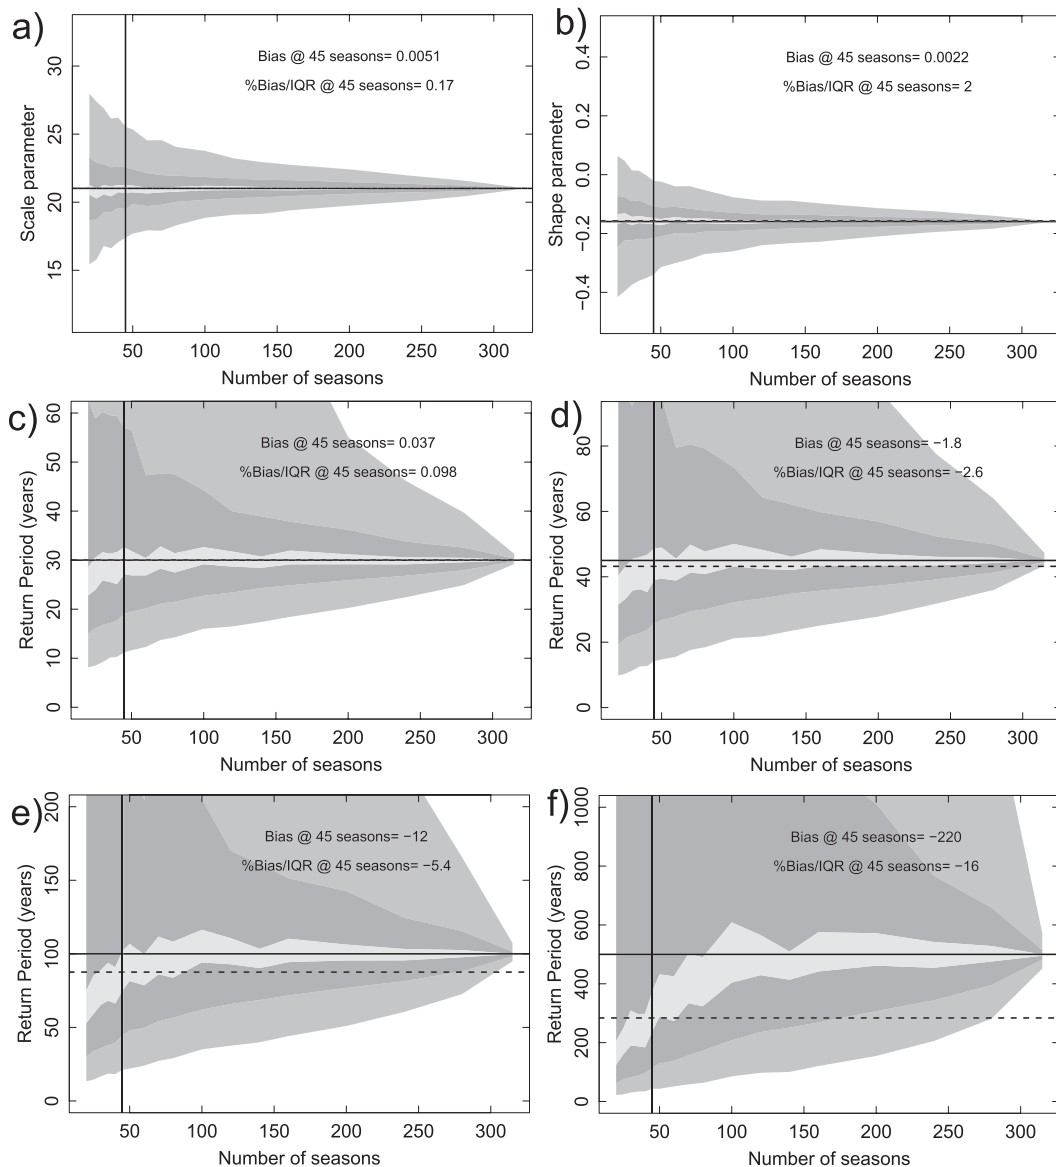 a)
Bias @ 45 seasons= 0.0051
%Bias/IQR @ 45 seasons= 0.17
Scale parameter
30
25
20
15
50 100 150 200 250 300
Number of seasons
b)
Bias @ 45 seasons= 0.0022
%Bias/IQR @ 45 seasons= 2
Shape parameter
0.4
0.2
0.0
−0.2
−0.4
50 100 150 200 250 300
Number of seasons
c)
Bias @ 45 seasons= 0.037
%Bias/IQR @ 45 seasons= 0.098
Return Period (years)
60
50
40
30
20
10
0
50 100 150 200 250 300
Number of seasons
d)
Bias @ 45 seasons= −1.8
%Bias/IQR @ 45 seasons= −2.6
Return Period (years)
80
60
40
20
0
50 100 150 200 250 300
Number of seasons
e)
Bias @ 45 seasons= −12
%Bias/IQR @ 45 seasons= −5.4
Return Period (years)
200
150
100
50
0
50 100 150 200 250 300
Number of seasons
f)
Bias @ 45 seasons= −220
%Bias/IQR @ 45 seasons= −16
Return Period (years)
1000
800
600
400
200
0
50 100 150 200 250 300
Number of seasons